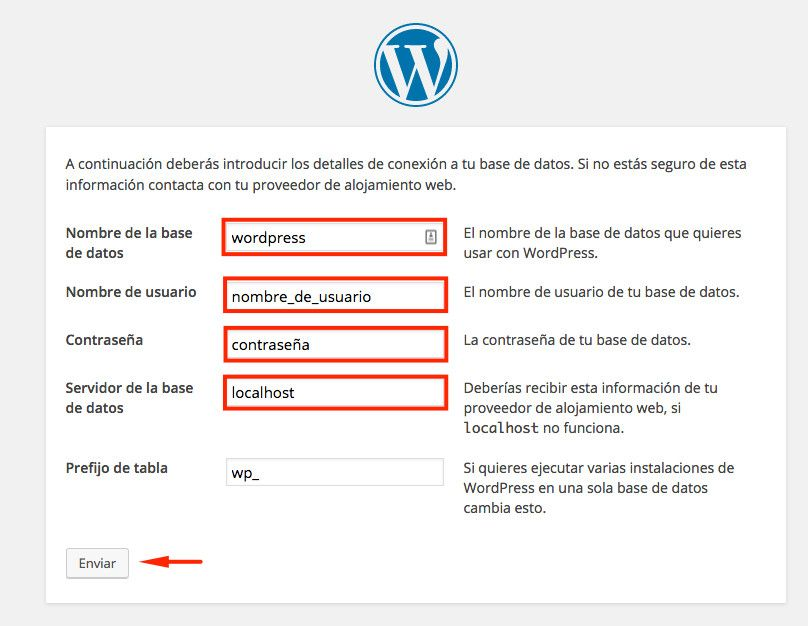 A continuación deberás introducir los detalles de conexión a tu base de datos. Si no estás seguro de esta
información contacta con tu proveedor de alojamiento web.
Nombre de la base
de datos
wordpress
El nombre de la base de datos que quieres
usar con WordPress.
Nombre de usuario
nombre_de_usuario
El nombre de usuario de tu base de datos.
Contraseña
contraseña
La contraseña de tu base de datos.
Servidor de la base
de datos
localhost
Deberías recibir esta información de tu
proveedor de alojamiento web, si
localhost no funciona.
Prefijo de tabla
wp_
Si quieres ejecutar varias instalaciones de
WordPress en una sola base de datos
cambia esto.
Enviar